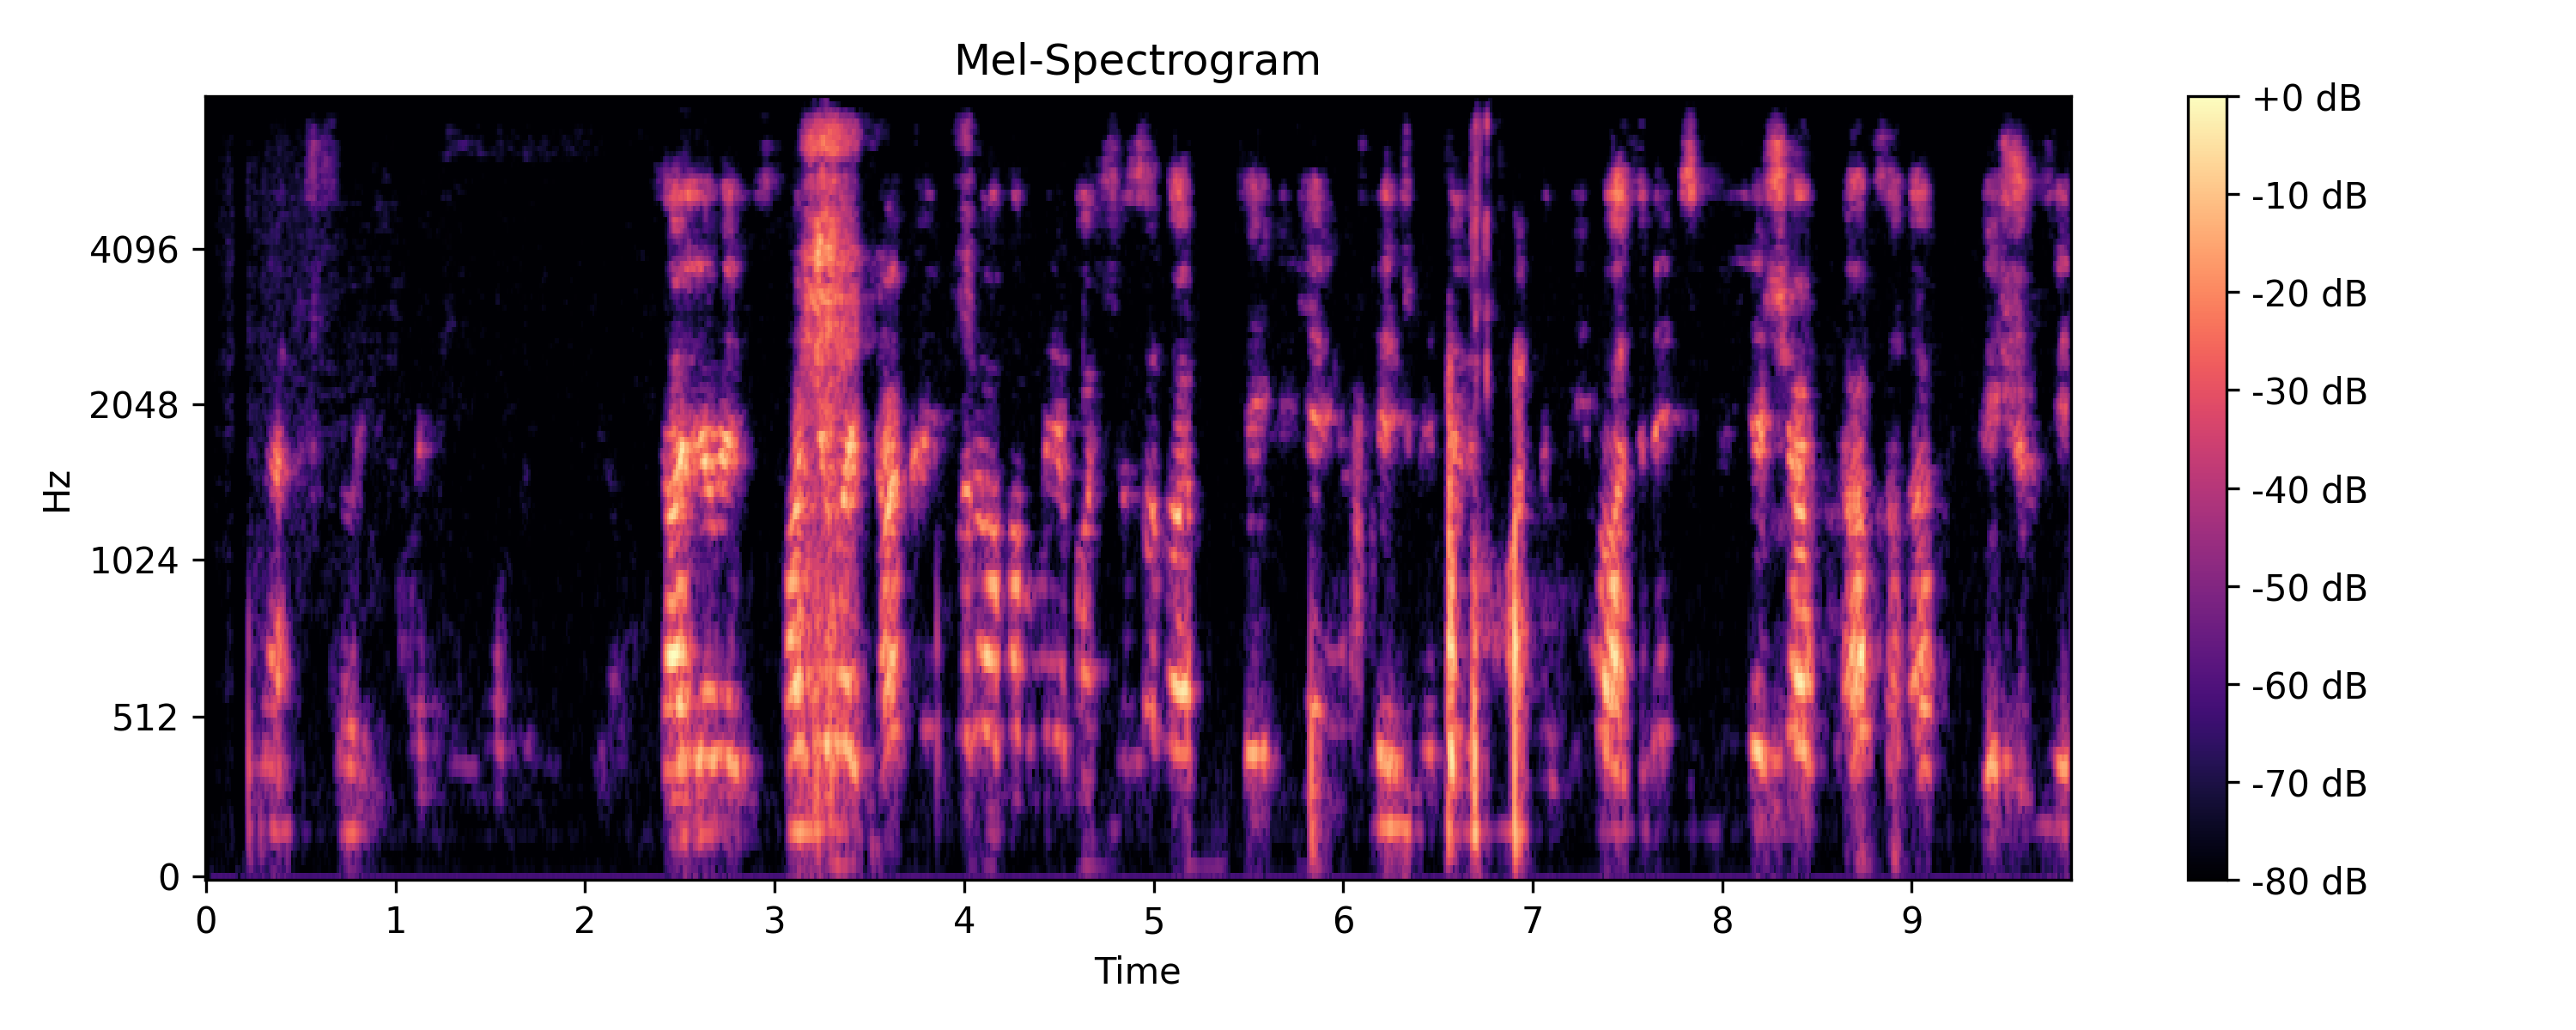 Mel-Spectrogram
+0 dB
-10 dB
-20 dB
-30 dB
-40 dB
-50 dB
-60 dB
-70 dB
-80 dB
Hz
4096
2048
1024
512
0
0 1 2 3 4 5 6 7 8 9
Time